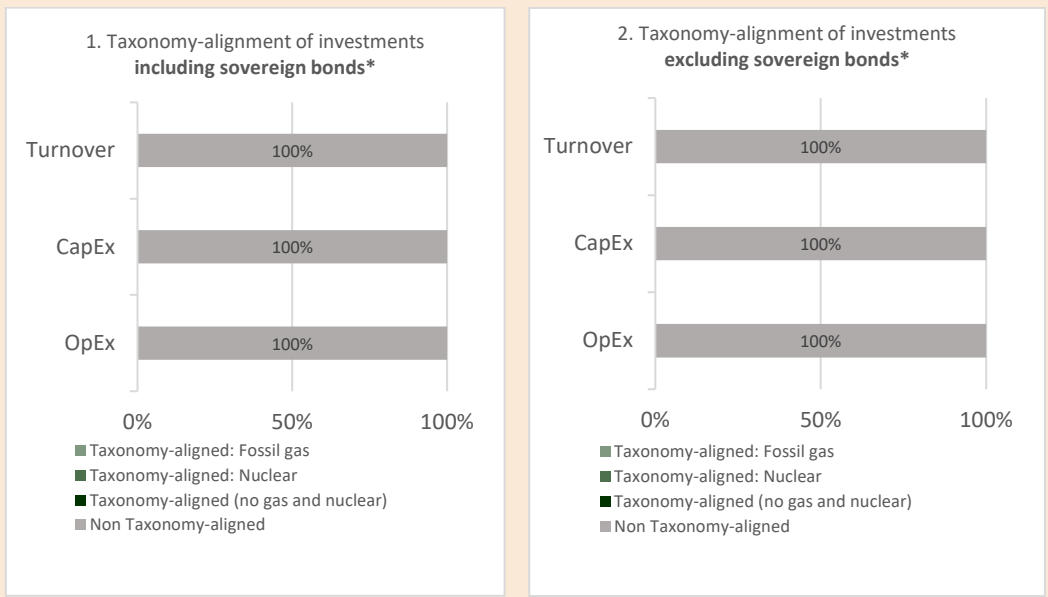 1. Taxonomy-alignment of investments
including sovereign bonds*
Turnover
100%
CapEx
100%
OpEx
100%
0% 50% 100%
Taxonomy-aligned: Fossil gas
Taxonomy-aligned: Nuclear
Taxonomy-aligned (no gas and nuclear)
Non Taxonomy-aligned
2. Taxonomy-alignment of investments
excluding sovereign bonds*
Turnover
100%
CapEx
100%
OpEx
100%
0% 50% 100%
Taxonomy-aligned: Fossil gas
Taxonomy-aligned: Nuclear
Taxonomy-aligned (no gas and nuclear)
Non Taxonomy-aligned